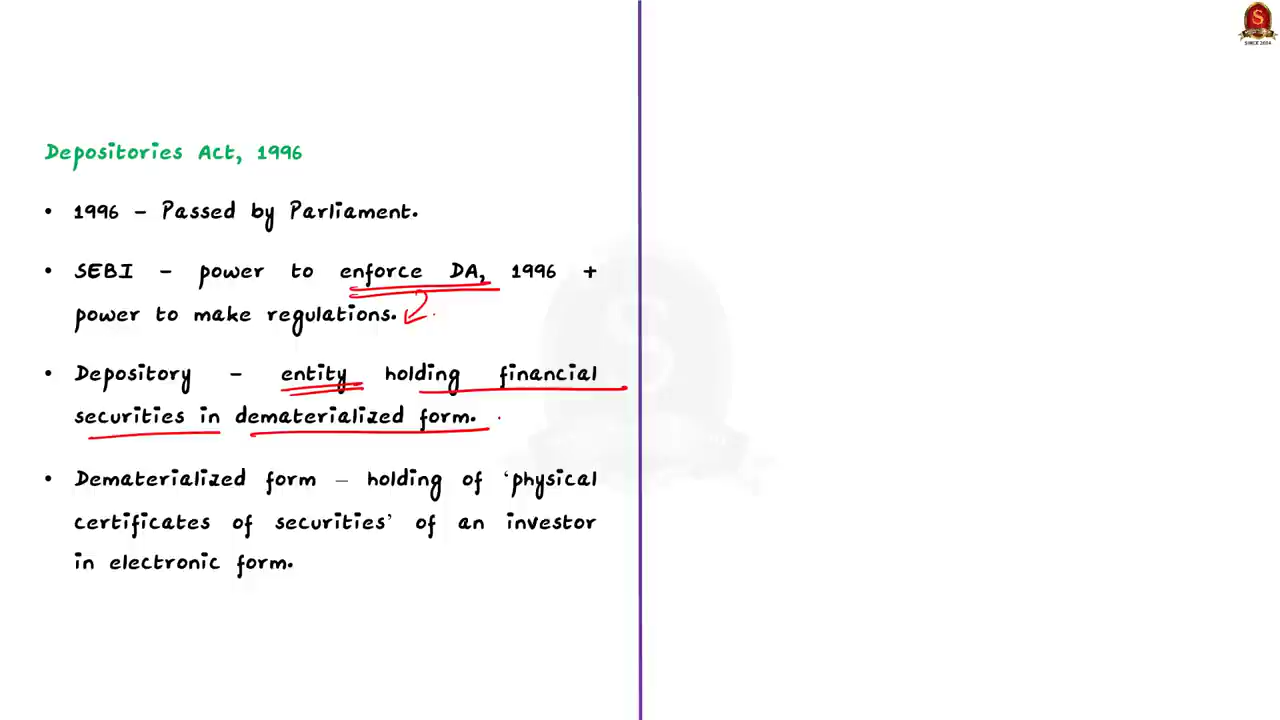 Depositories Act, 1996
• 1996 – Passed by Parliament.
• SEBI – power to enforce DA, 1996 +
power to make regulations.
• Depository – entity holding financial
securities in dematerialized form.
• Dematerialized form – holding of ‘physical
certificates of securities’ of an investor
in electronic form.
S
SINCE 2004